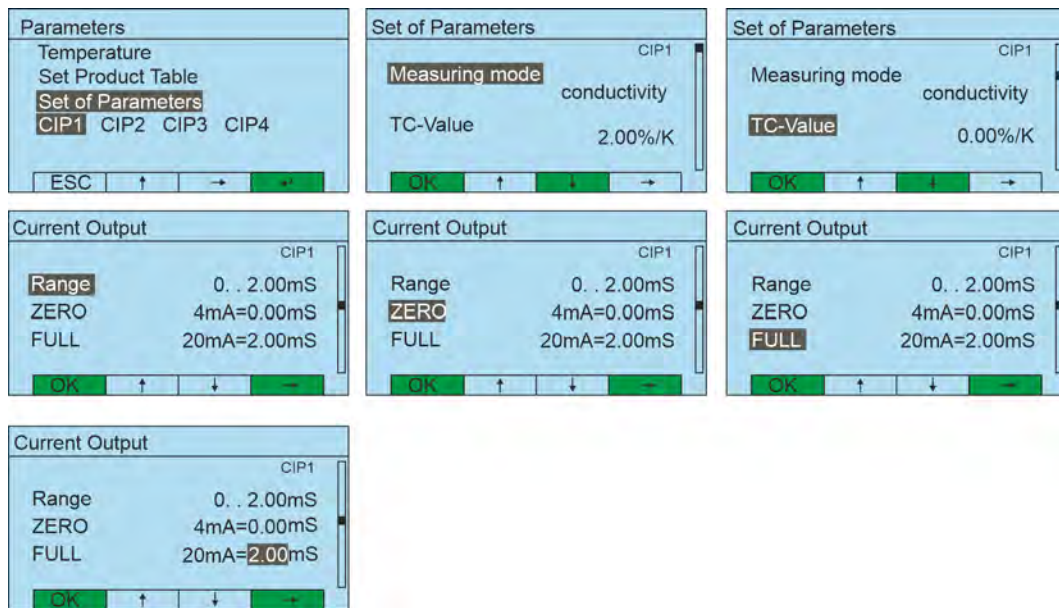 Parameters
Temperature
Set Product Table
Set of Parameters
CIP1 CIP2 CIP3 CIP4
ESC ↑ → ↵
Set of Parameters
CIP1
Measuring mode
conductivity
TC-Value 2.00%/K
OK ↑ ↓ →
Set of Parameters
CIP1
Measuring mode
conductivity
TC-Value 0.00%/K
OK ↑ ↓ →
Current Output
CIP1
Range 0. . 2.00mS
ZERO 4mA=0.00mS
FULL 20mA=2.00mS
OK ↑ ↓ →
Current Output
CIP1
Range 0. . 2.00mS
ZERO 4mA=0.00mS
FULL 20mA=2.00mS
OK ↑ ↓ →
Current Output
CIP1
Range 0. . 2.00mS
ZERO 4mA=0.00mS
FULL 20mA=2.00mS
OK ↑ ↓ →
Current Output
CIP1
Range 0. . 2.00mS
ZERO 4mA=0.00mS
FULL 20mA=2.00mS
OK ↑ ↓ →